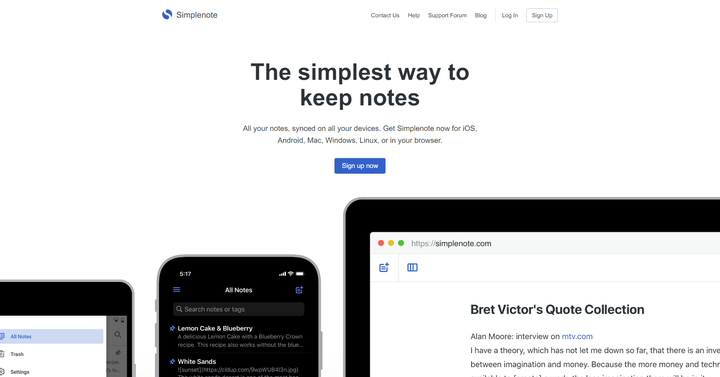 Simplenote
Contact Us
Help
Support Forum
Blog
Log In
Sign Up
The simplest way to
keep notes
All your notes, synced on all your devices. Get Simplenote now for iOS,
Android, Mac, Windows, Linux, or in your browser.
Sign up now
All Notes
Trash
Settings
5:17
All Notes
Search notes or tags
Lemon Cake & Blueberry
A delicious Lemon Cake with a Blueberry Crown
recipe. This recipe also works without the blue...
White Sands
![sunset](https://cldup.com/9wpWU84I3n.jpg)
https://simplenote.com
Bret Victor's Quote Collection
Alan Moore: interview on mtv.com
I have a theory, which has not let me down so far, that there is an inve
between imagination and money. Because the more money and techn